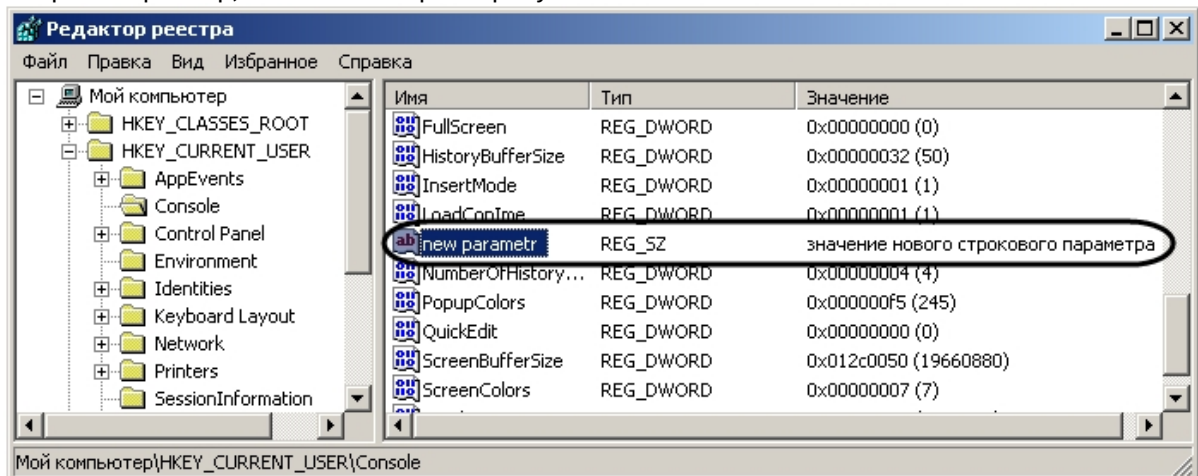 Редактор реестра
Файл Правка Вид Избранное Справка
Мой компьютер
HKEY_CLASSES_ROOT
HKEY_CURRENT_USER
AppEvents
Console
Control Panel
Environment
Identities
Keyboard Layout
Network
Printers
SessionInformation
Имя Тип Значение
FullScreen REG_DWORD 0x00000000 (0)
HistoryBufferSize REG_DWORD 0x00000032 (50)
InsertMode REG_DWORD 0x00000001 (1)
LoadConIme REG_DWORD 0x00000001 (1)
new parametr REG_SZ значение нового строкового параметра
NumberOfHistory... REG_DWORD 0x00000004 (4)
PopupColors REG_DWORD 0x000000f5 (245)
QuickEdit REG_DWORD 0x00000000 (0)
ScreenBufferSize REG_DWORD 0x012c0050 (19660880)
ScreenColors REG_DWORD 0x00000007 (7)
Мой компьютер\HKEY_CURRENT_USER\Console